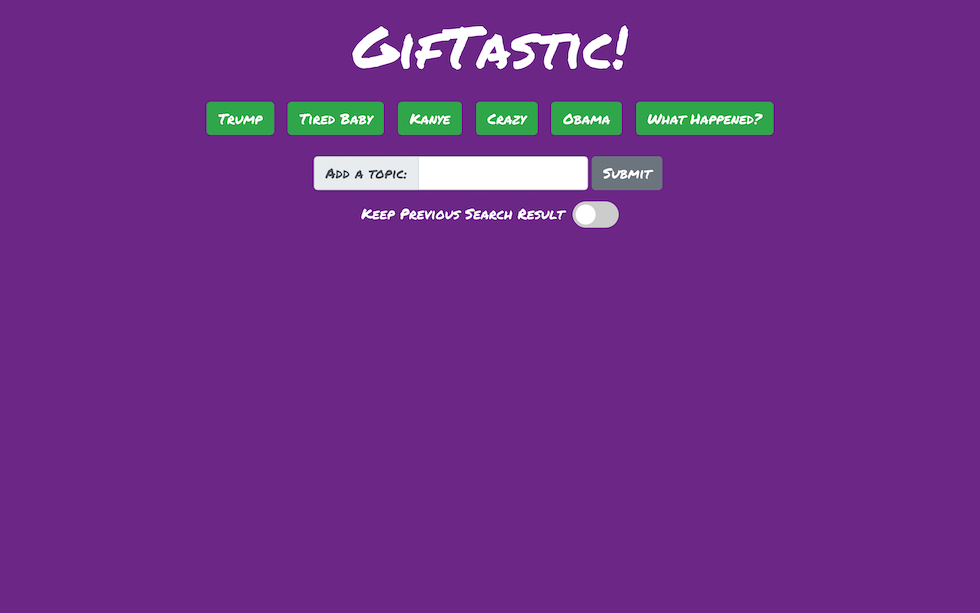 GifTastic!
Trump Tired Baby Kanye Crazy Obama What Happened?
Add a topic: Submit
Keep Previous Search Result